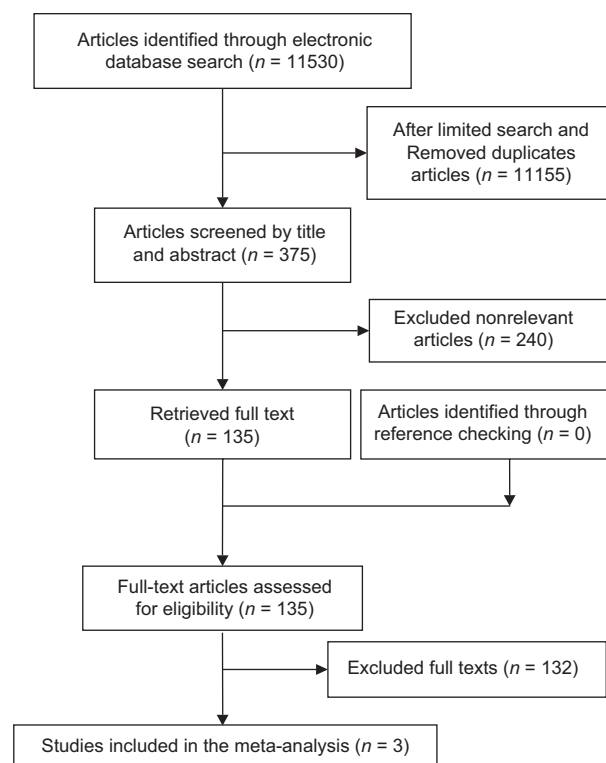 Articles identified through electronic
database search (n = 11530)
After limited search and
Removed duplicates
articles (n = 11155)
Articles screened by title
and abstract (n = 375)
Excluded nonrelevant
articles (n = 240)
Retrieved full text
(n = 135)
Articles identified through
reference checking (n = 0)
Full-text articles assessed
for eligibility (n = 135)
Excluded full texts (n = 132)
Studies included in the meta-analysis (n = 3)